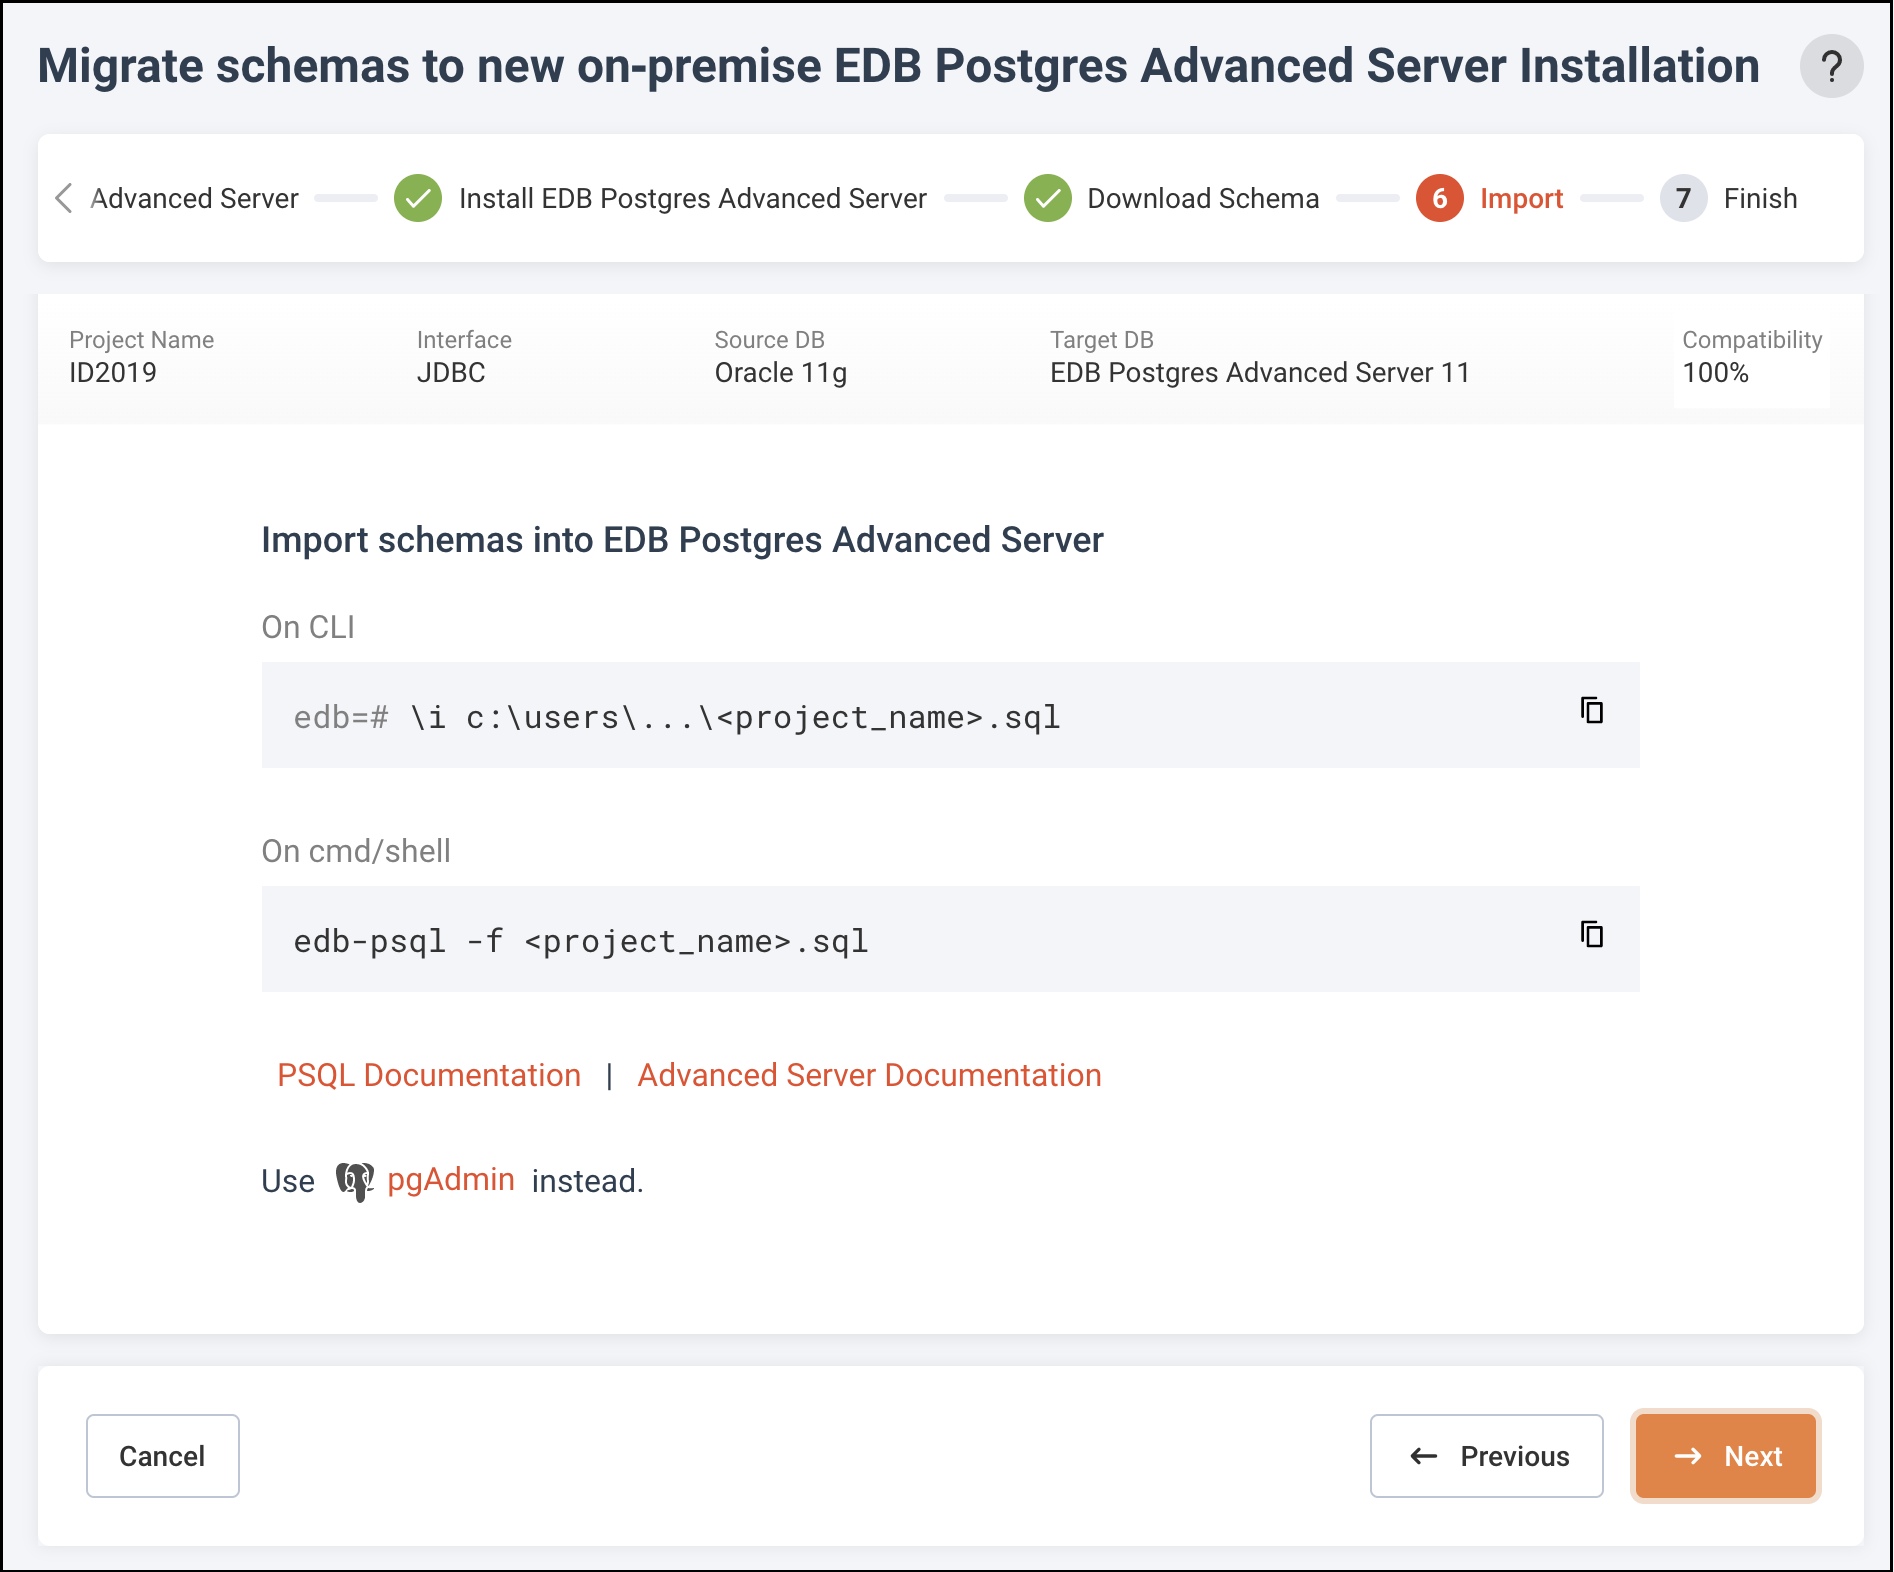 Migrate schemas to new on-premise EDB Postgres Advanced Server Installation ?
Advanced Server Install EDB Postgres Advanced Server Download Schema 6 Import 7 Finish
Project Name Interface Source DB Target DB Compatibility
ID2019 JDBC Oracle 11g EDB Postgres Advanced Server 11 100%
Import schemas into EDB Postgres Advanced Server
On CLI
edb=# \i c:\users\...\<project_name>.sql
On cmd/shell
edb-psql -f <project_name>.sql
PSQL Documentation | Advanced Server Documentation
Use pgAdmin instead.
Cancel Previous Next